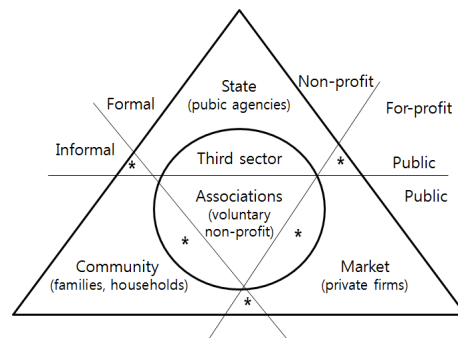 State
(pubic agencies)
Non-profit
Formal
For-profit
Informal
*
Third sector
*
Public
Associations
(voluntary
non-profit)
Public
*
*
Community
(families, households)
Market
(private firms)
*